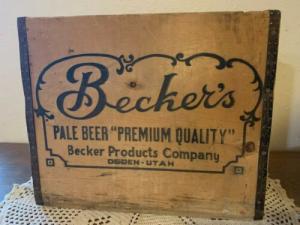 Becker's
PALE BEER "PREMIUM QUALITY"
Becker Products Company
OGDEN-UTAH